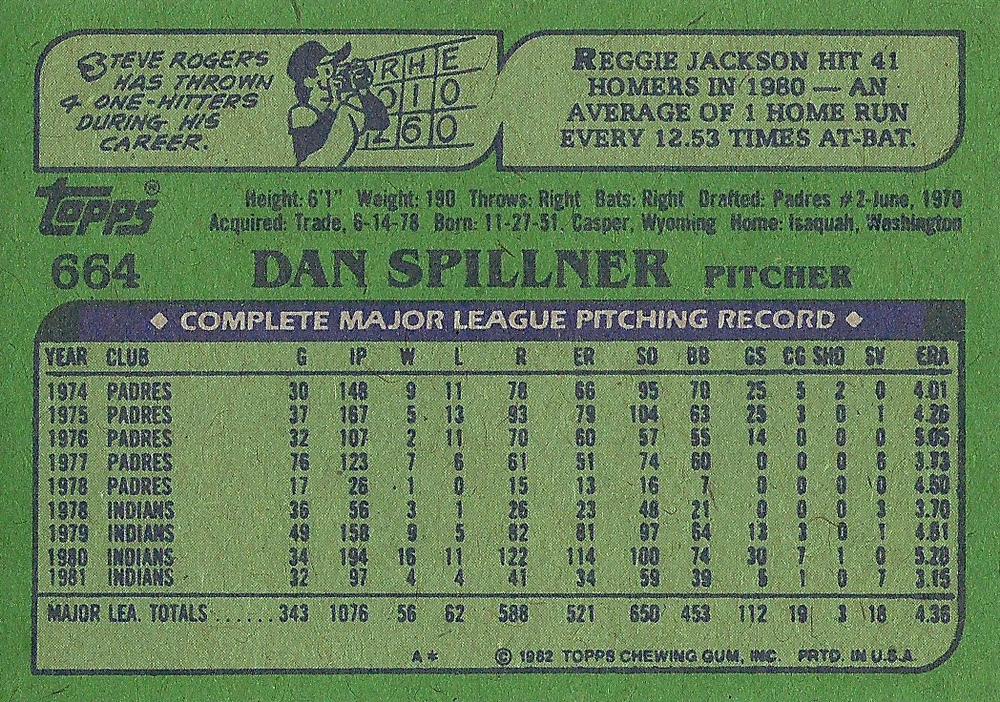 STEVE ROGERS
HAS THROWN
4 ONE-HITTERS
DURING HIS
CAREER.
R H E
0 1 0
2 6 0
REGGIE JACKSON HIT 41
HOMERS IN 1980 — AN
AVERAGE OF 1 HOME RUN
EVERY 12.53 TIMES AT-BAT.
Topps®
Height: 6'1" Weight: 190 Throws: Right Bats: Right Drafted: Padres #2-June, 1970
Acquired: Trade, 6-14-78 Born: 11-27-51, Casper, Wyoming Home: Isaquah, Washington
664 DAN SPILLNER PITCHER
◆ COMPLETE MAJOR LEAGUE PITCHING RECORD ◆
YEAR CLUB G IP W L R ER SO BB GS CG SHO SV ERA
1974 PADRES 30 148 9 11 78 66 95 70 25 5 2 0 4.01
1975 PADRES 37 167 5 13 93 79 104 63 25 3 0 1 4.26
1976 PADRES 32 107 2 11 70 60 57 55 14 0 0 0 5.05
1977 PADRES 76 123 7 6 61 51 74 60 0 0 0 6 3.73
1978 PADRES 17 26 1 0 15 13 16 7 0 0 0 0 4.50
1978 INDIANS 36 56 3 1 26 23 48 21 0 0 0 3 3.70
1979 INDIANS 49 158 9 5 82 81 97 64 13 3 0 1 4.61
1980 INDIANS 34 194 16 11 122 114 100 74 30 7 1 0 5.29
1981 INDIANS 32 97 4 4 41 34 59 39 5 1 0 7 3.15
MAJOR LEA. TOTALS ...... 343 1076 56 62 588 521 650 453 112 19 3 18 4.36
A* © 1982 TOPPS CHEWING GUM, INC. PRTD. IN U.S.A.